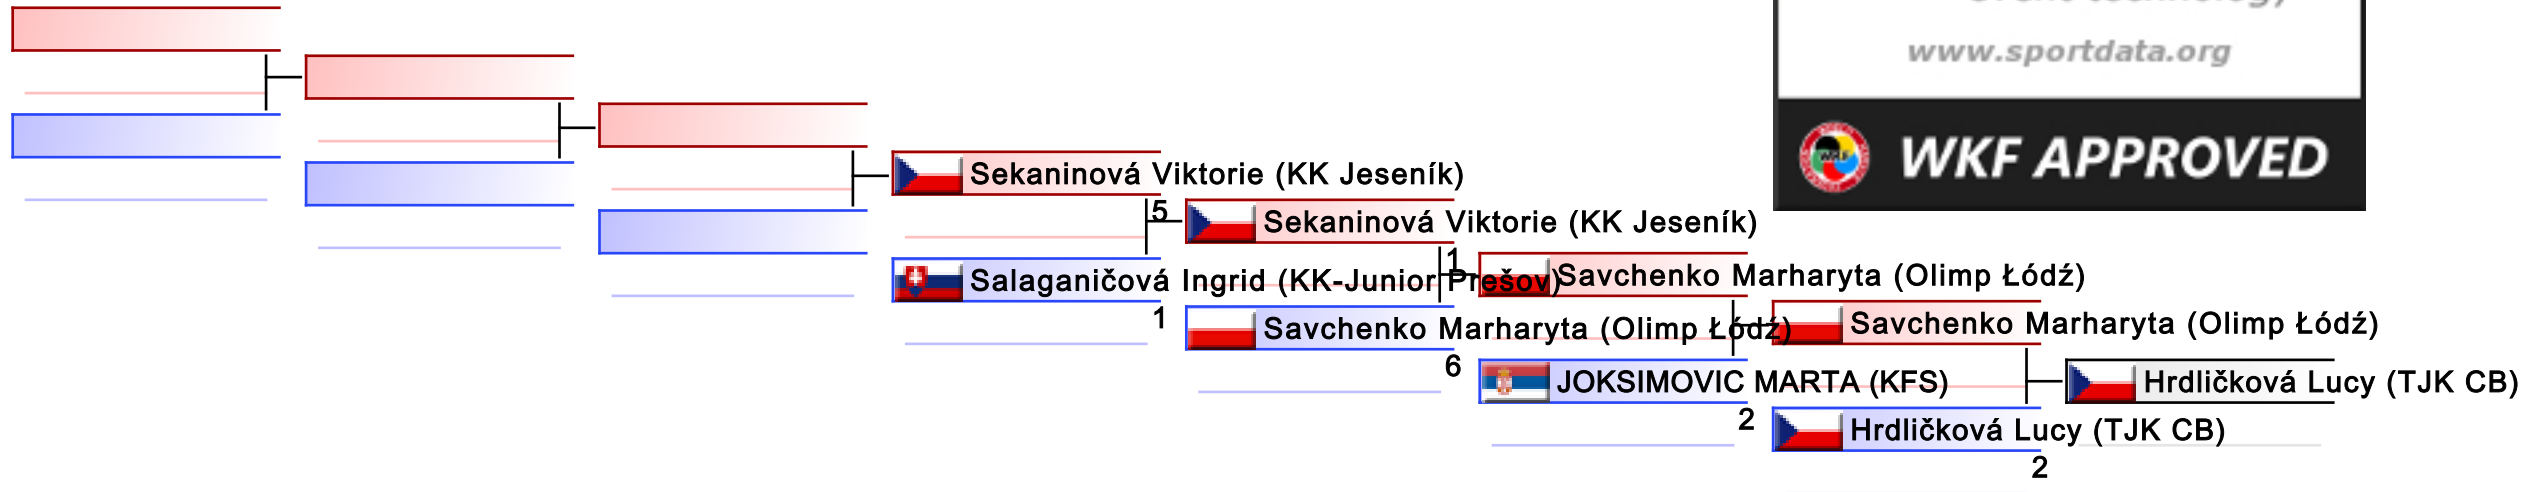 www.sportdata.org
WKF APPROVED
Sekaninová Viktorie (KK Jeseník)
5
Sekaninová Viktorie (KK Jeseník)
1
Salaganičová Ingrid (KK-Junior Prešov)
1
Savchenko Marharyta (Olimp Łódź)
Savchenko Marharyta (Olimp Łódź)
6
Savchenko Marharyta (Olimp Łódź)
JOKSIMOVIC MARTA (KFS)
2
Hrdličková Lucy (TJK CB)
Hrdličková Lucy (TJK CB)
2